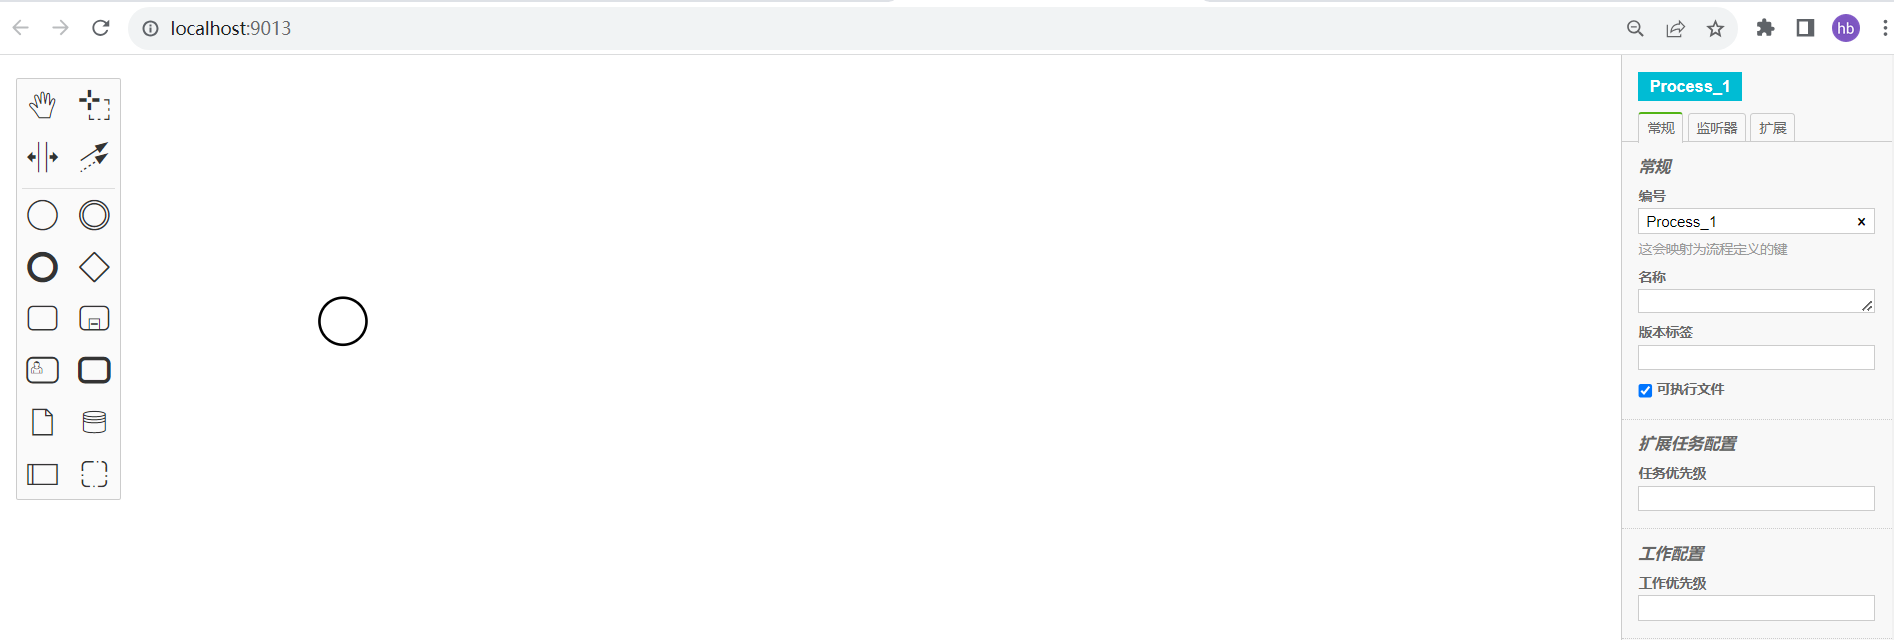 localhost:9013
hb
Process_1
常规 监听器 扩展
常规
编号
Process_1
这会映射为流程定义的键
名称
版本标签
可执行文件
扩展任务配置
任务优先级
工作配置
工作优先级